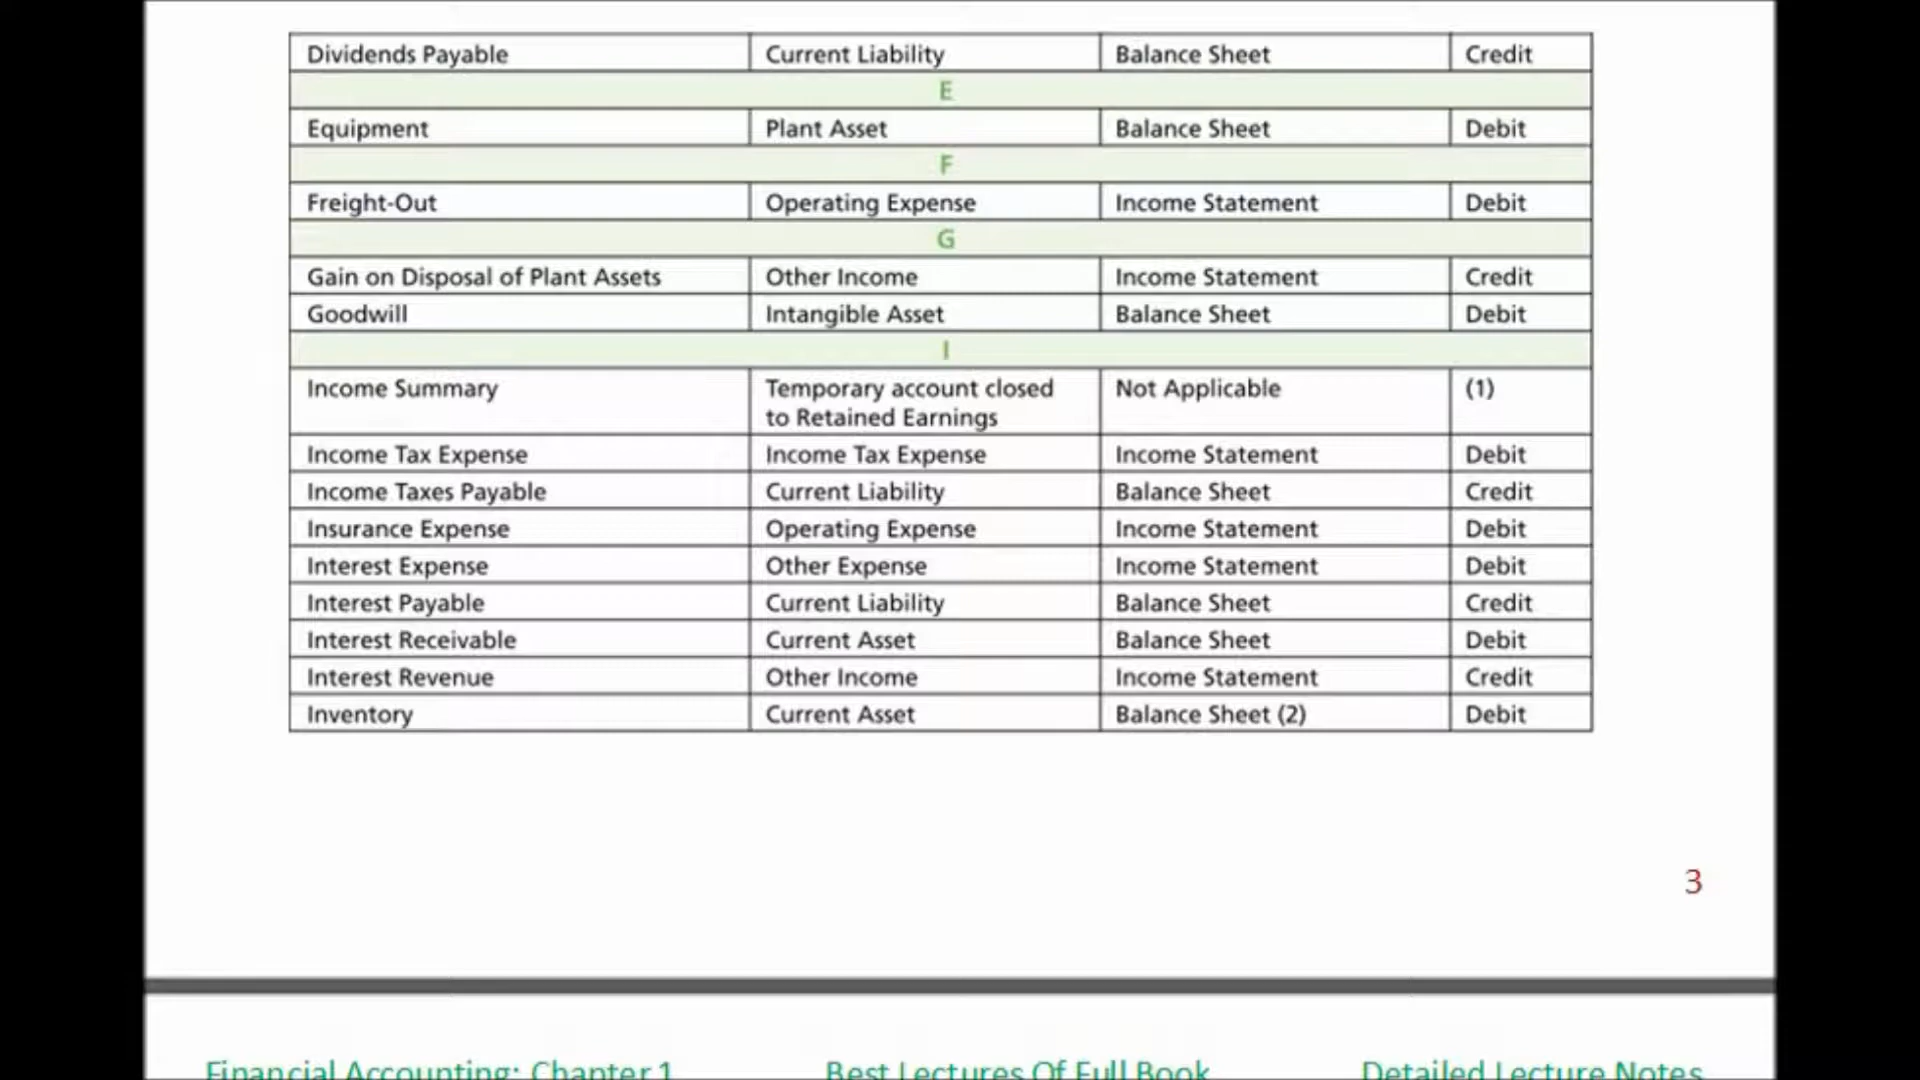 Dividends Payable Current Liability Balance Sheet Credit
E
Equipment Plant Asset Balance Sheet Debit
F
Freight-Out Operating Expense Income Statement Debit
G
Gain on Disposal of Plant Assets Other Income Income Statement Credit
Goodwill Intangible Asset Balance Sheet Debit
I
Income Summary Temporary account closed Not Applicable (1)
to Retained Earnings
Income Tax Expense Income Tax Expense Income Statement Debit
Income Taxes Payable Current Liability Balance Sheet Credit
Insurance Expense Operating Expense Income Statement Debit
Interest Expense Other Expense Income Statement Debit
Interest Payable Current Liability Balance Sheet Credit
Interest Receivable Current Asset Balance Sheet Debit
Interest Revenue Other Income Income Statement Credit
Inventory Current Asset Balance Sheet (2) Debit
3
Financial Accounting: Chapter 1 Best Lectures Of Full Book Detailed Lecture Notes